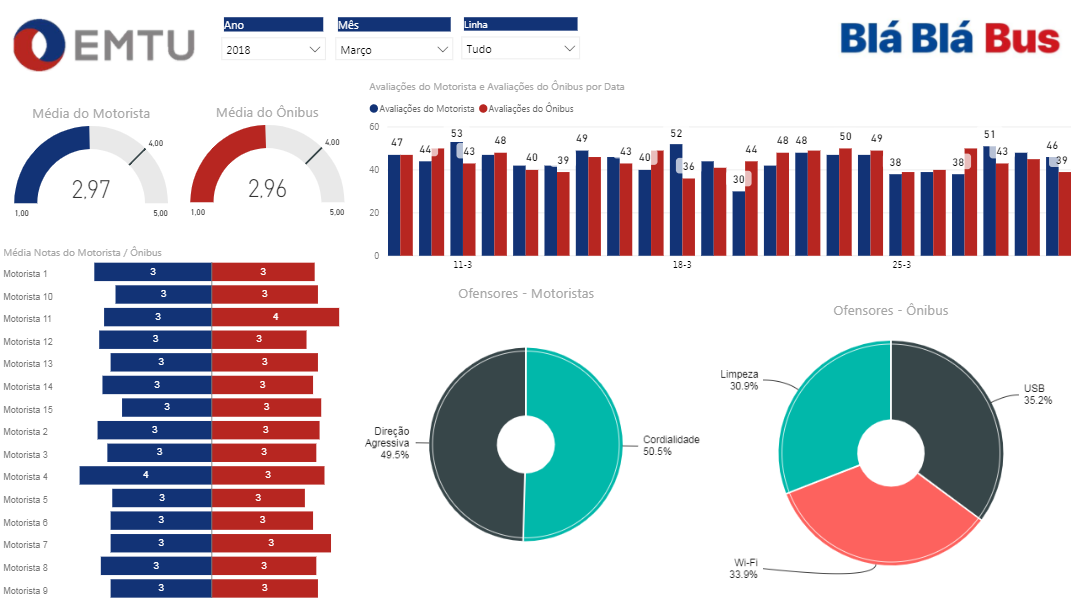 EMTU
Ano
2018
Mês
Março
Linha
Tudo
Blá Blá Bus
Média do Motorista
4,00
2,97
1,00
5,00
Média do Ônibus
4,00
2,96
1,00
5,00
Avaliações do Motorista e Avaliações do Ônibus por Data
Avaliações do Motorista Avaliações do Ônibus
60
40
20
0
47 44 53 43 48 40 39 49 43 40 52 36 30 44 48 48 50 49 38 38 51 43 46 39
11-3 18-3 25-3
Média Notas do Motorista / Ônibus
Motorista 1 3 3
Motorista 10 3 3
Motorista 11 3 4
Motorista 12 3 3
Motorista 13 3 3
Motorista 14 3 3
Motorista 15 3 3
Motorista 2 3 3
Motorista 3 3 3
Motorista 4 4 3
Motorista 5 3 3
Motorista 6 3 3
Motorista 7 3 3
Motorista 8 3 3
Motorista 9 3 3
Ofensores - Motoristas
Direção
Agressiva
49.5%
Cordialidade
50.5%
Ofensores - Ônibus
Limpeza
30.9%
USB
35.2%
Wi-Fi
33.9%